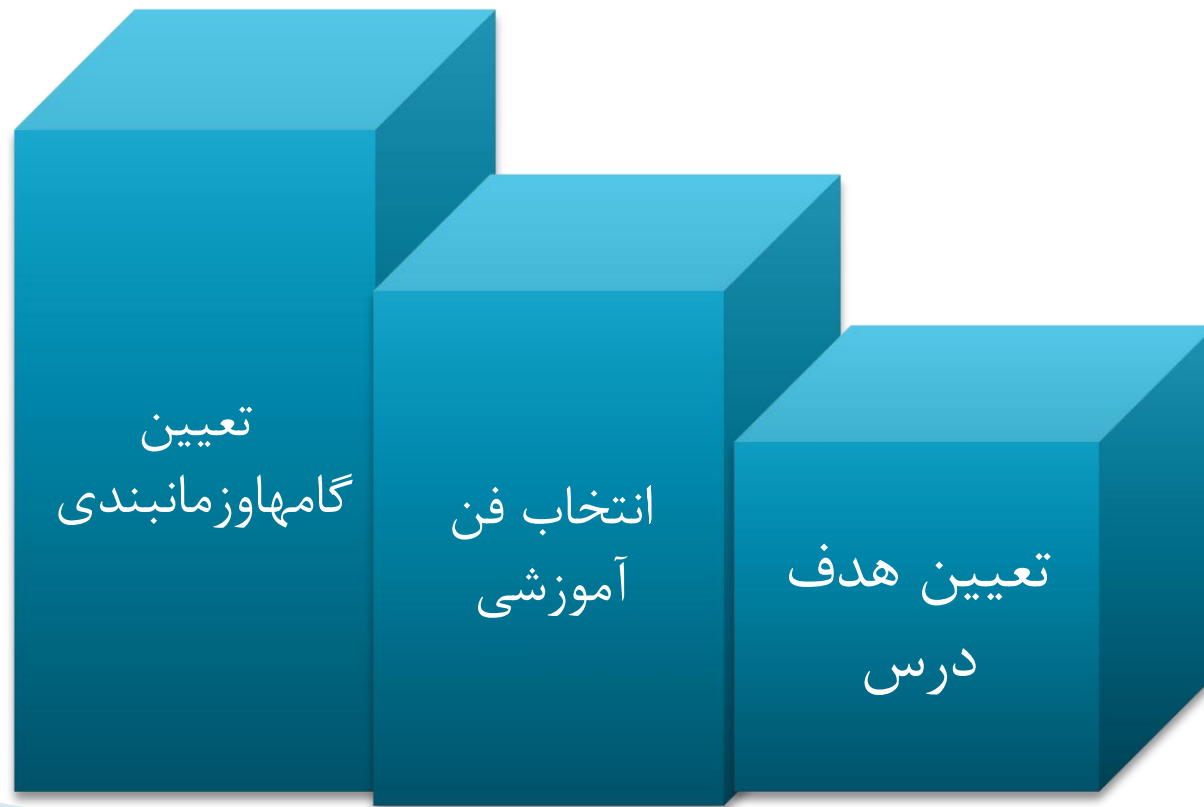 تعیین هدف
درس
انتخاب فن
آموزشی
تعیین
گامهاوزمانبندی